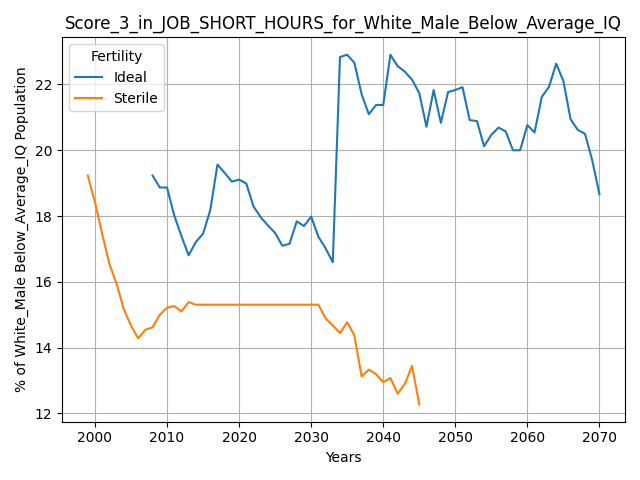 Score_3_in_JOB_SHORT_HOURS_for_White_Male_Below_Average_IQ
Fertility
Ideal
Sterile
% of White_Male Below_Average_IQ Population
22
20
18
16
14
12
2000 2010 2020 2030 2040 2050 2060 2070
Years